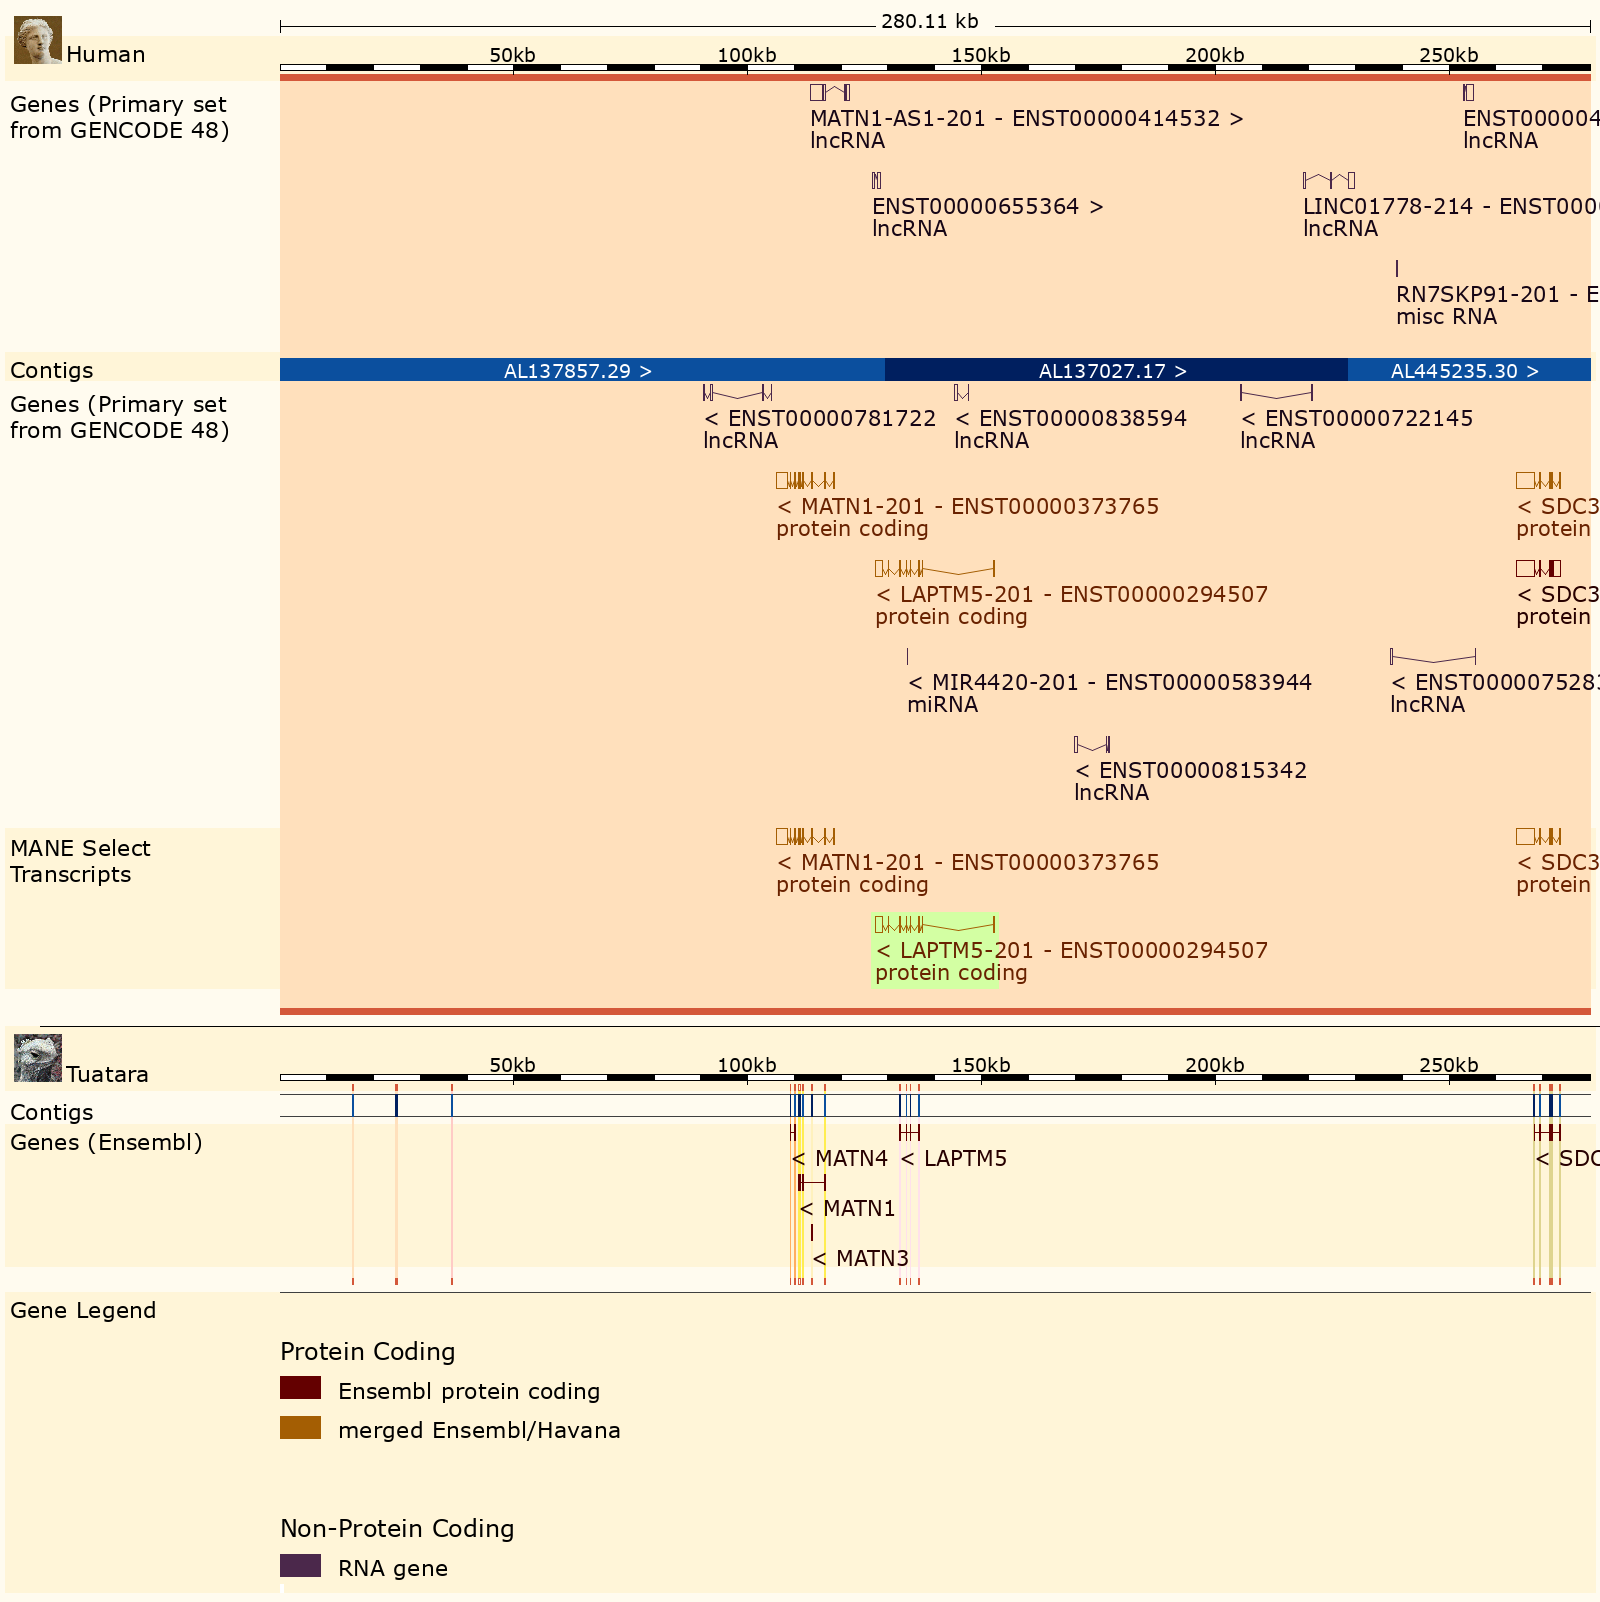 280.11 kb
Human
50kb 100kb 150kb 200kb 250kb
Genes (Primary set
from GENCODE 48)
MATN1-AS1-201 - ENST00000414532 >
lncRNA
ENST000004
lncRNA
ENST00000655364 >
lncRNA
LINC01778-214 - ENST000
lncRNA
RN7SKP91-201 - E
misc RNA
Contigs
AL137857.29 > AL137027.17 > AL445235.30 >
Genes (Primary set
from GENCODE 48)
< ENST00000781722
lncRNA
< ENST00000838594
lncRNA
< ENST00000722145
lncRNA
< MATN1-201 - ENST00000373765
protein coding
< SDC3
protein
< LAPTM5-201 - ENST00000294507
protein coding
< SDC3
protein
< MIR4420-201 - ENST00000583944
miRNA
< ENST0000075283
lncRNA
< ENST00000815342
lncRNA
MANE Select
Transcripts
< MATN1-201 - ENST00000373765
protein coding
< SDC3
protein
< LAPTM5-201 - ENST00000294507
protein coding
Tuatara
50kb 100kb 150kb 200kb 250kb
Contigs
Genes (Ensembl)
< MATN4 < LAPTM5 < SDC
< MATN1
< MATN3
Gene Legend
Protein Coding
Ensembl protein coding
merged Ensembl/Havana
Non-Protein Coding
RNA gene